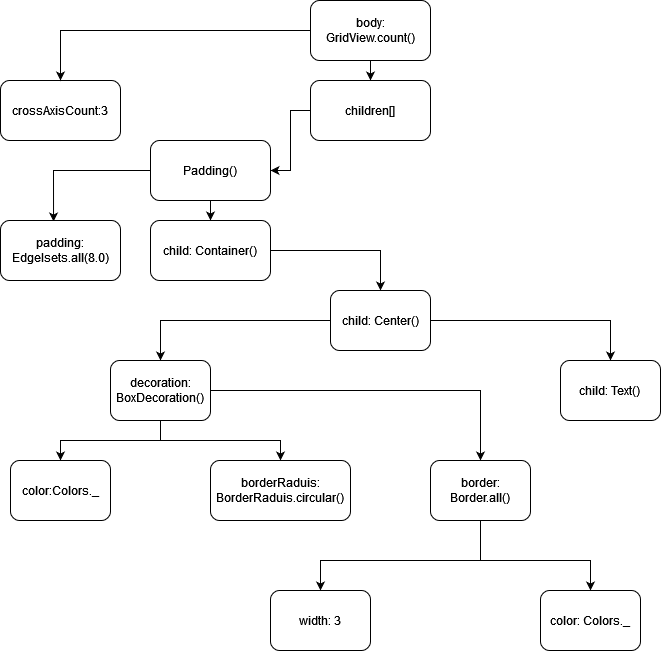 body:
GridView.count()
crossAxisCount:3
children[]
Padding()
padding:
Edgelsets.all(8.0)
child: Container()
child: Center()
decoration:
BoxDecoration()
child: Text()
color:Colors._
borderRaduis:
BorderRaduis.circular()
border:
Border.all()
width: 3
color: Colors._